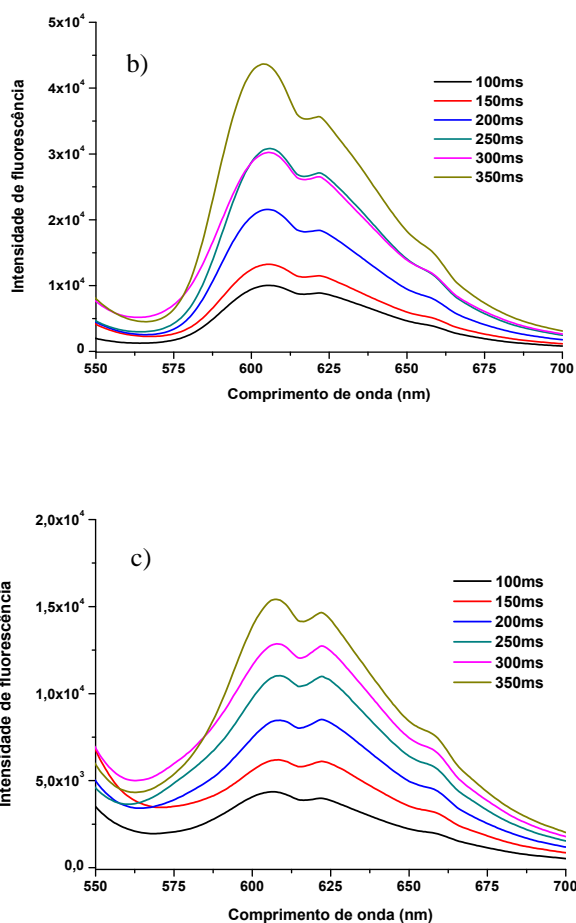 5x10⁴
4x10⁴
3x10⁴
2x10⁴
1x10⁴
0
Intensidade de fluorescência
b)
100ms
150ms
200ms
250ms
300ms
350ms
550 575 600 625 650 675 700
Comprimento de onda (nm)
2,0x10⁴
1,5x10⁴
1,0x10⁴
5,0x10³
0,0
Intensidade de fluorescência
c)
100ms
150ms
200ms
250ms
300ms
350ms
550 575 600 625 650 675 700
Comprimento de onda (nm)